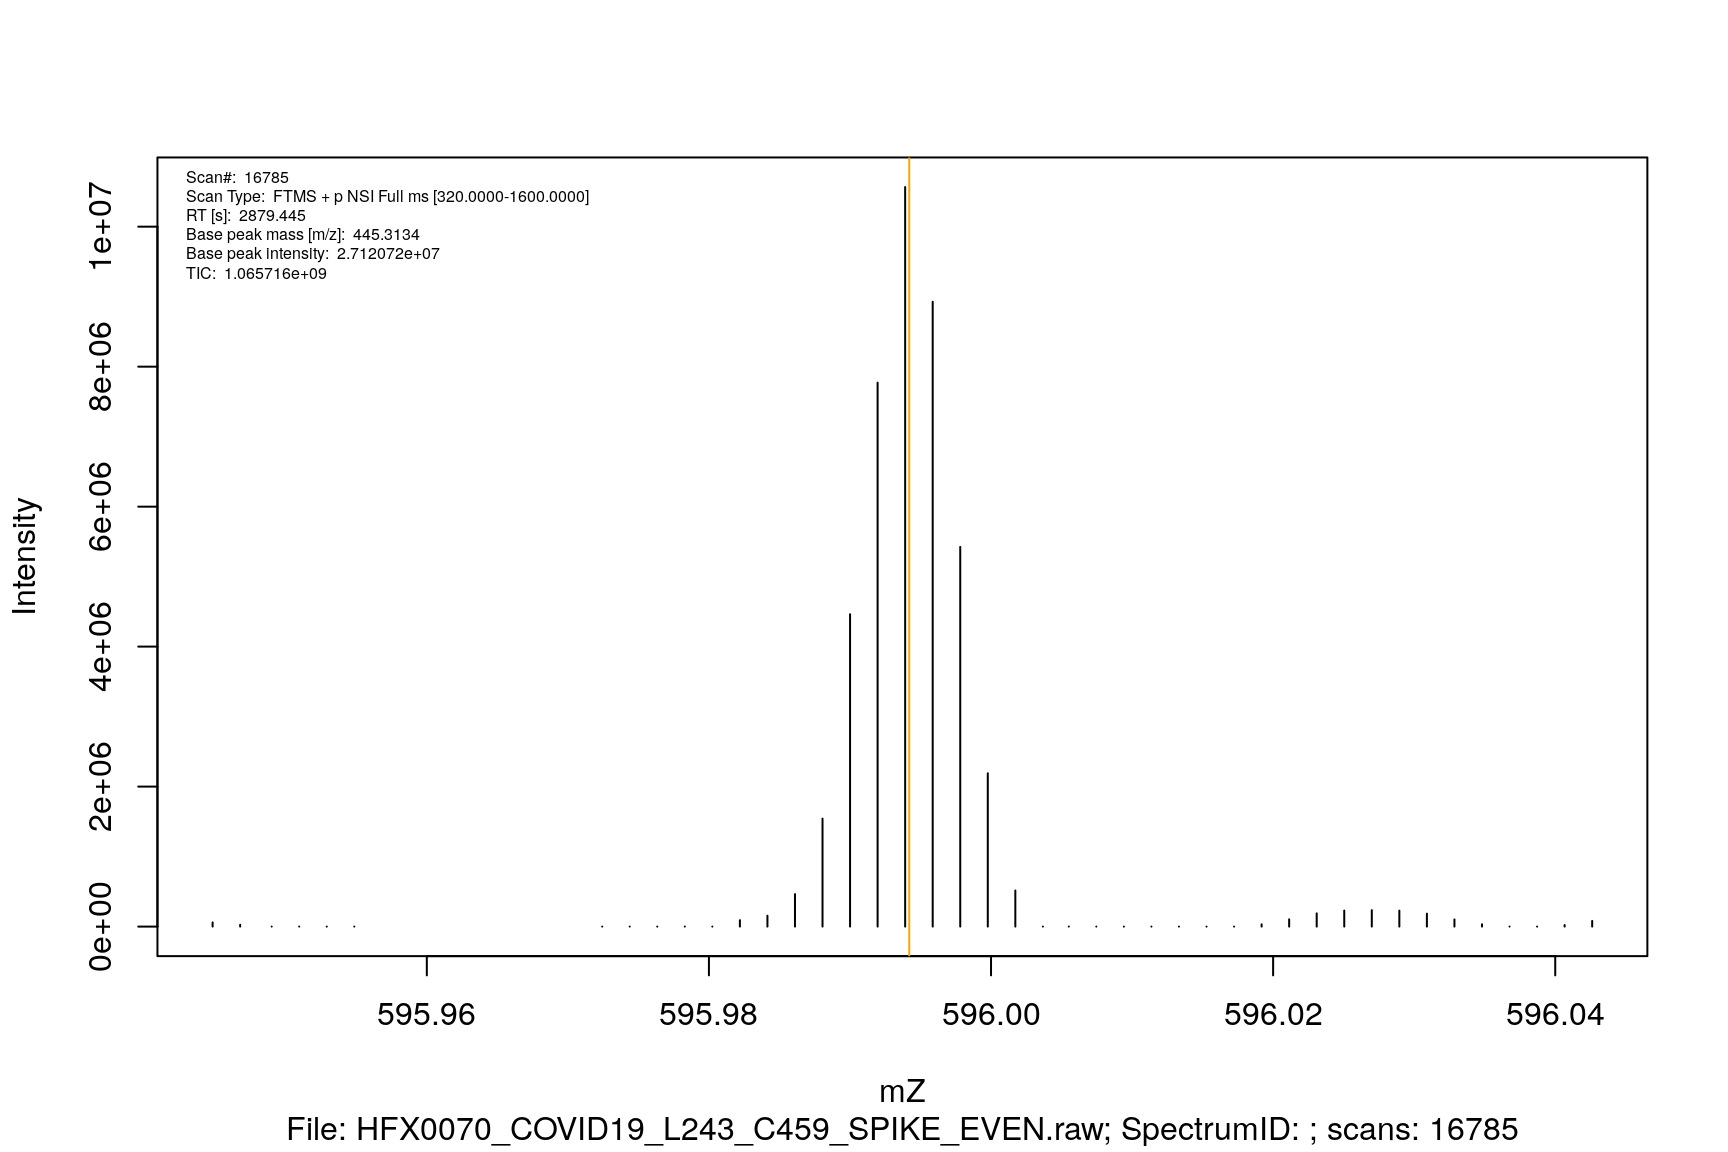 Scan#: 16785
Scan Type: FTMS + p NSI Full ms [320.0000-1600.0000]
RT [s]: 2879.445
Base peak mass [m/z]: 445.3134
Base peak intensity: 2.712072e+07
TIC: 1.065716e+09
Intensity
1e+07
8e+06
6e+06
4e+06
2e+06
0e+00
595.96 595.98 596.00 596.02 596.04
mZ
File: HFX0070_COVID19_L243_C459_SPIKE_EVEN.raw; SpectrumID: ; scans: 16785